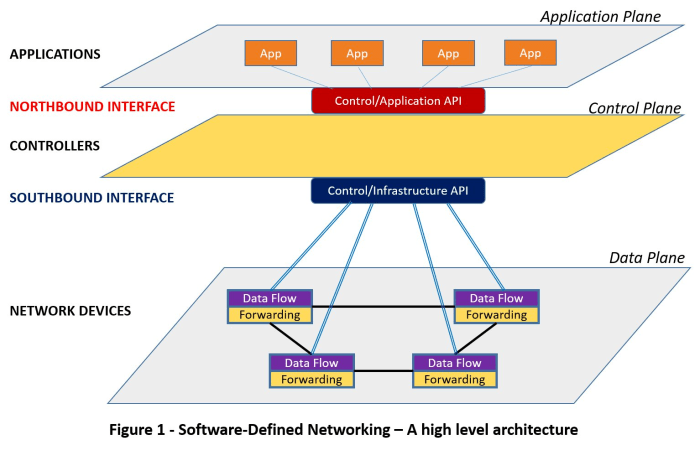 Application Plane
APPLICATIONS
App App App App
NORTHBOUND INTERFACE
Control/Application API
Control Plane
CONTROLLERS
SOUTHBOUND INTERFACE
Control/Infrastructure API
Data Plane
NETWORK DEVICES
Data Flow
Forwarding
Data Flow
Forwarding
Data Flow
Forwarding
Data Flow
Forwarding
Figure 1 - Software-Defined Networking – A high level architecture